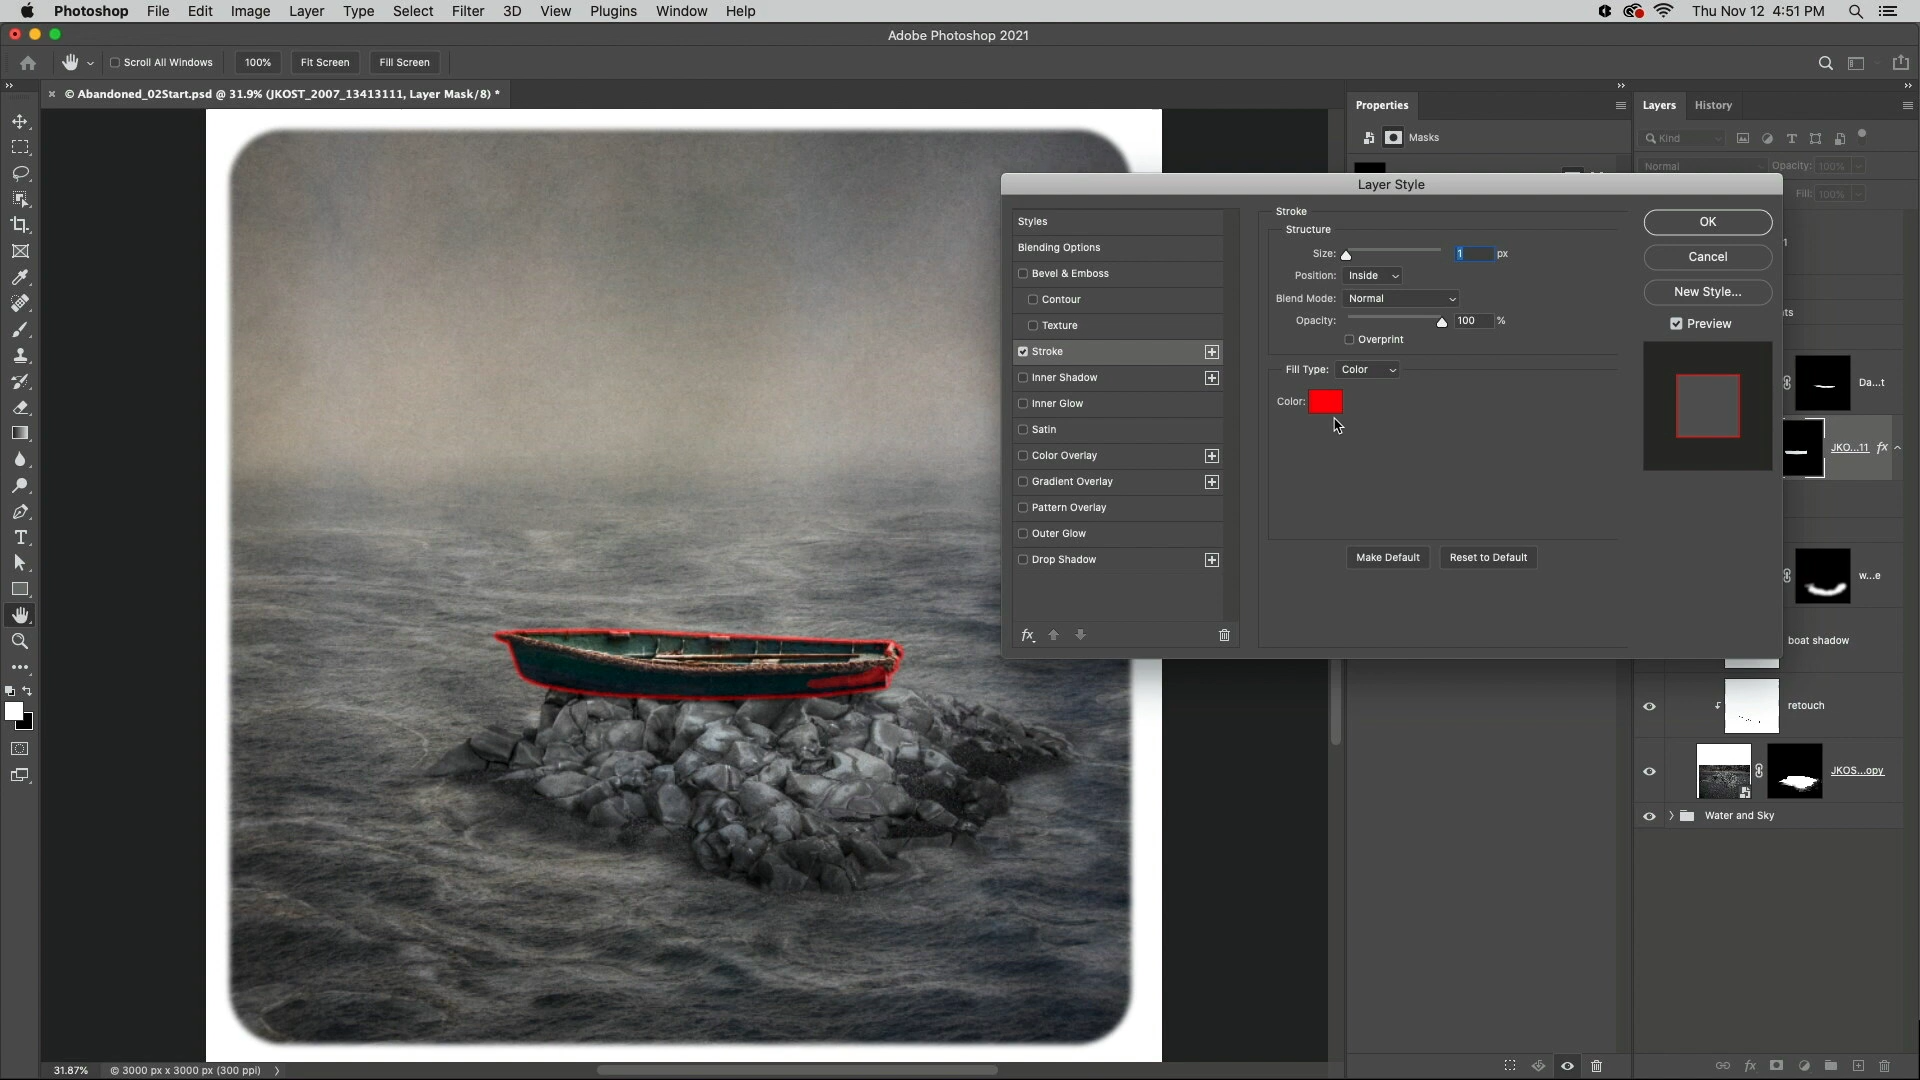 Photoshop File Edit Image Layer Type Select Filter 3D View Plugins Window Help Thu Nov 12 4:51 PM
Adobe Photoshop 2021
Scroll All Windows 100% Fit Screen Fill Screen
× © Abandoned_02Start.psd @ 31.9% (JKOST_2007_13413111, Layer Mask/8) *
Properties
Layers History
Masks
Kind
Normal Opacity: 100%
Fill: 100%
Layer Style
Styles
Blending Options
Bevel & Emboss
Contour
Texture
Stroke
Inner Shadow
Inner Glow
Satin
Color Overlay
Gradient Overlay
Pattern Overlay
Outer Glow
Drop Shadow
fx
Stroke
Structure
Size: 1 px
Position: Inside
Blend Mode: Normal
Opacity: 100 %
Overprint
Fill Type: Color
Color:
Make Default Reset to Default
OK
Cancel
New Style...
Preview
Da...t
JKO...11 fx
w...e
boat shadow
retouch
JKOS...opy
Water and Sky
31.87% © 3000 px x 3000 px (300 ppi)
fx